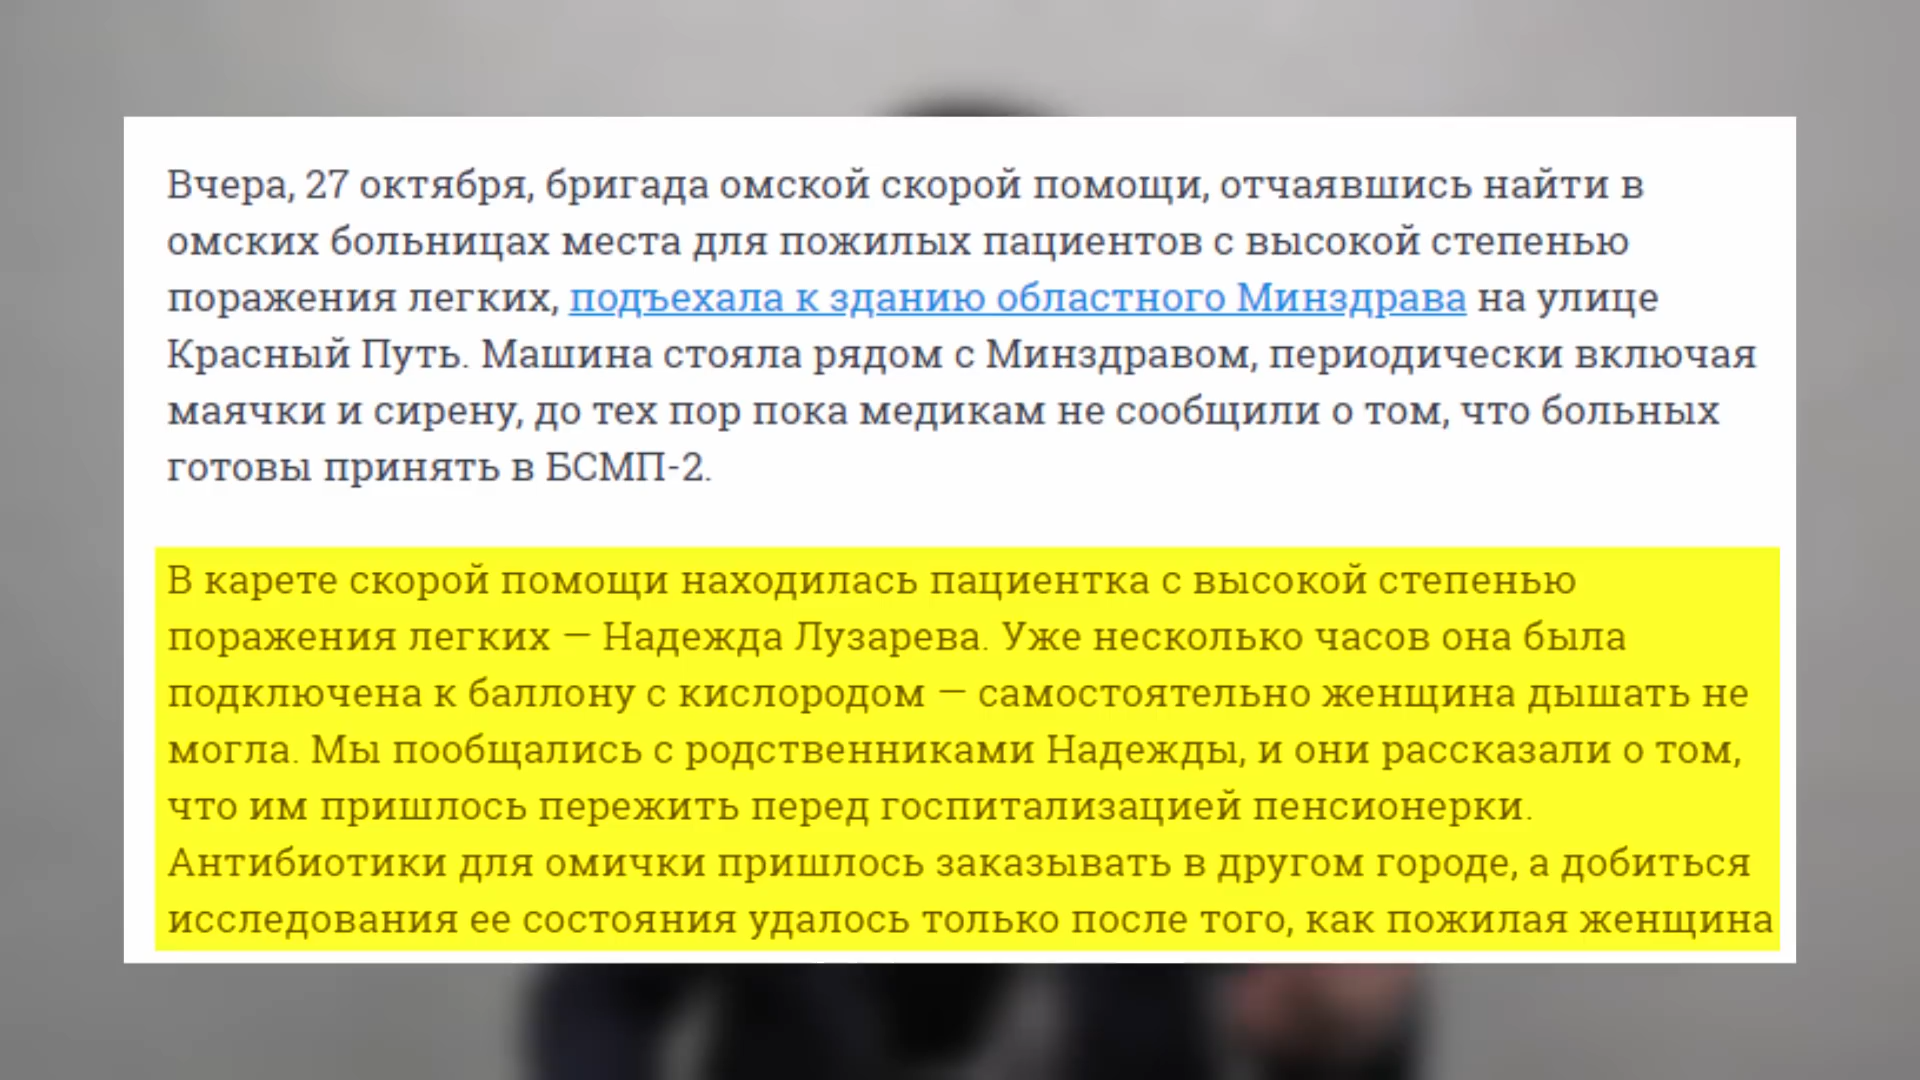 Вчера, 27 октября, бригада омской скорой помощи, отчаявшись найти в
омских больницах места для пожилых пациентов с высокой степенью
поражения легких, подъехала к зданию областного Минздрава на улице
Красный Путь. Машина стояла рядом с Минздравом, периодически включая
маячки и сирену, до тех пор пока медикам не сообщили о том, что больных
готовы принять в БСМП-2.
В карете скорой помощи находилась пациентка с высокой степенью
поражения легких — Надежда Лузарева. Уже несколько часов она была
подключена к баллону с кислородом — самостоятельно женщина дышать не
могла. Мы пообщались с родственниками Надежды, и они рассказали о том,
что им пришлось пережить перед госпитализацией пенсионерки.
Антибиотики для омички пришлось заказывать в другом городе, а добиться
исследования ее состояния удалось только после того, как пожилая женщина